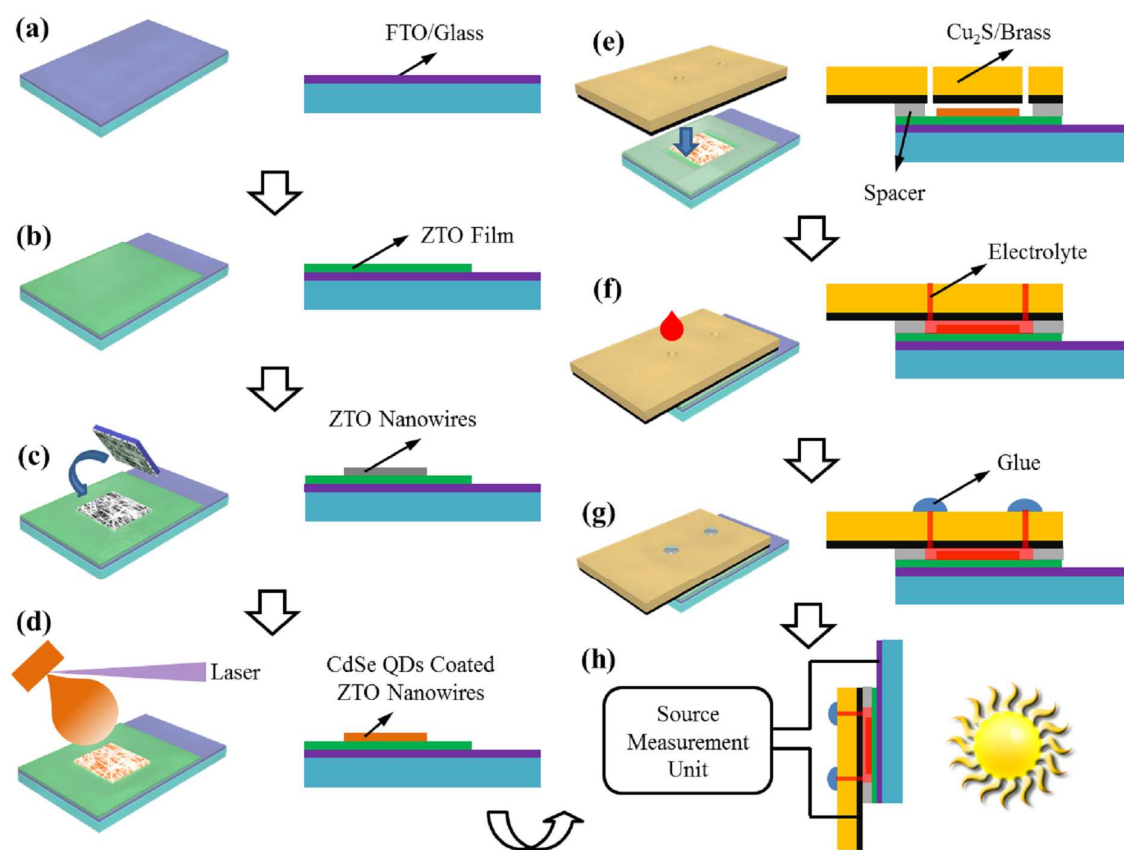 (a)
FTO/Glass
(b)
ZTO Film
(c)
ZTO Nanowires
(d)
Laser
CdSe QDs Coated
ZTO Nanowires
(e)
Cu₂S/Brass
Spacer
(f)
Electrolyte
(g)
Glue
(h)
Source
Measurement
Unit